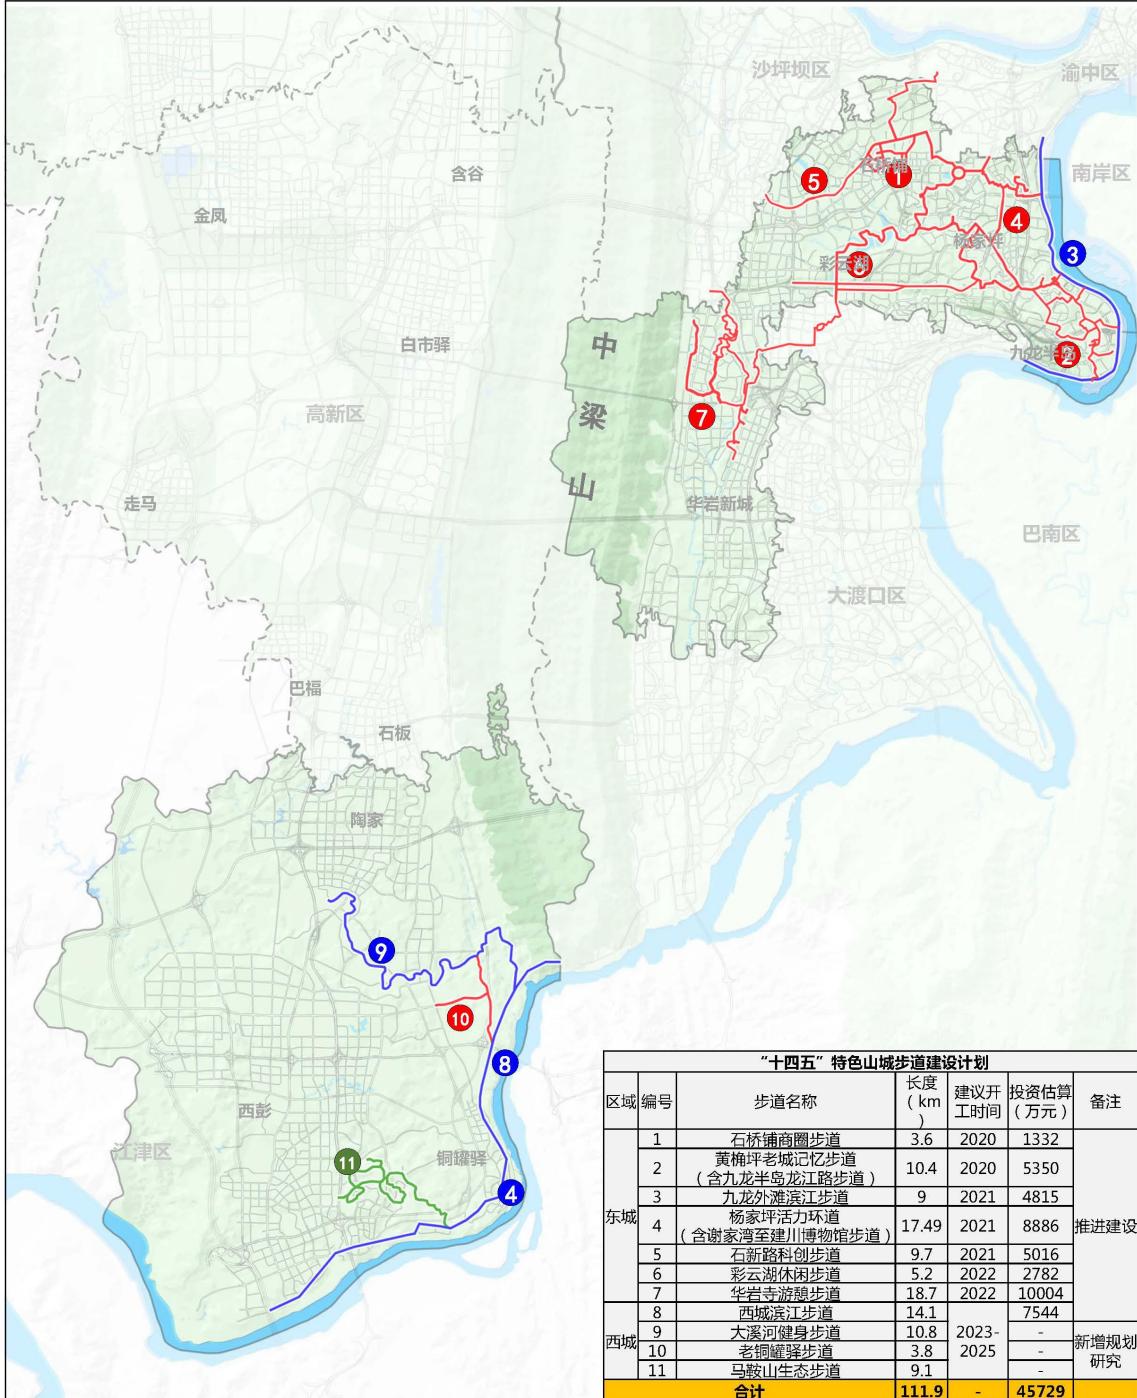 沙坪坝区
渝中区
南岸区
含谷
金凤
石桥铺
1
5
4
3
杨家坪
彩云湖
6
中梁山
白市驿
九龙半岛
2
高新区
7
走马
华岩新城
巴南区
大渡口区
巴福
石板
陶家
9
10
8
西彭
江津区
11
铜罐驿
4
“十四五”特色山城步道建设计划
区域 编号 步道名称 长度（km） 建议开工时间 投资估算（万元） 备注
东城 1 石桥铺商圈步道 3.6 2020 1332 推进建设
2 黄桷坪老城记忆步道（含九龙半岛龙江路步道） 10.4 2020 5350
3 九龙外滩滨江步道 9 2021 4815
4 杨家坪活力环道（含谢家湾至建川博物馆步道） 17.49 2021 8886
5 石新路科创步道 9.7 2021 5016
6 彩云湖休闲步道 5.2 2022 2782
7 华岩寺游憩步道 18.7 2022 10004
西城 8 西城滨江步道 14.1 2023-2025 7544
9 大溪河健身步道 10.8 - 新增规划研究
10 老铜罐驿步道 3.8 -
11 马鞍山生态步道 9.1 -
合计 111.9 - 45729